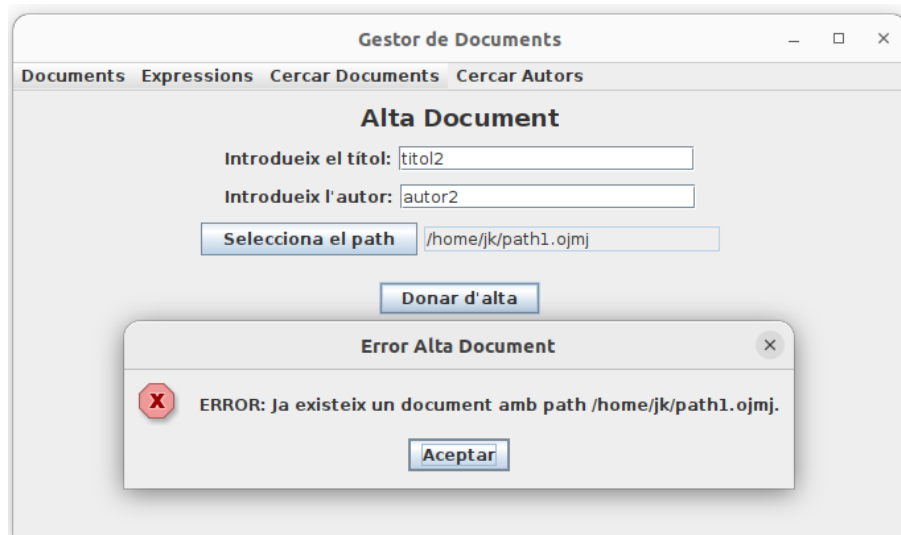 Gestor de Documents
Documents Expressions Cercar Documents Cercar Autors
Alta Document
Introdueix el títol: titol2
Introdueix l'autor: autor2
Selecciona el path /home/jk/path1.ojmj
Donar d'alta
Error Alta Document
ERROR: Ja existeix un document amb path /home/jk/path1.ojmj.
Aceptar